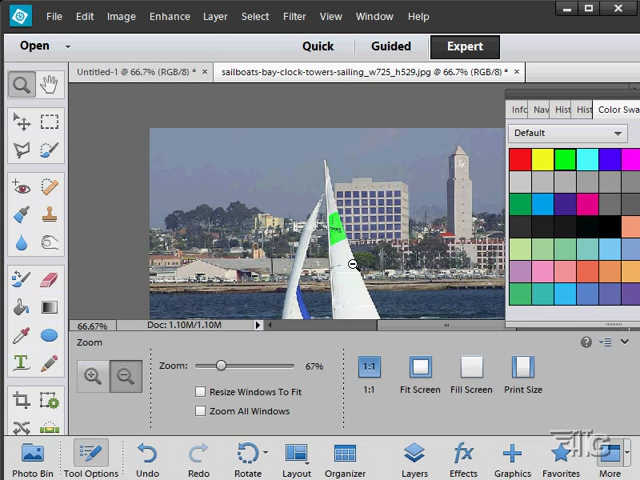 File Edit Image Enhance Layer Select Filter View Window Help
Open Quick Guided Expert
Untitled-1 @ 66.7% (RGB/8) * × sailboats-bay-clock-towers-sailing_w725_h529.jpg @ 66.7% (RGB/8) * ×
Info Nav Hist Hist Color Swa
Default
66.67% Doc: 1.10M/1.10M
Zoom
Zoom: 67% 1:1 1:1 Fit Screen Fill Screen Print Size
Resize Windows To Fit
Zoom All Windows
Photo Bin Tool Options Undo Redo Rotate Layout Organizer Layers Effects Graphics Favorites More